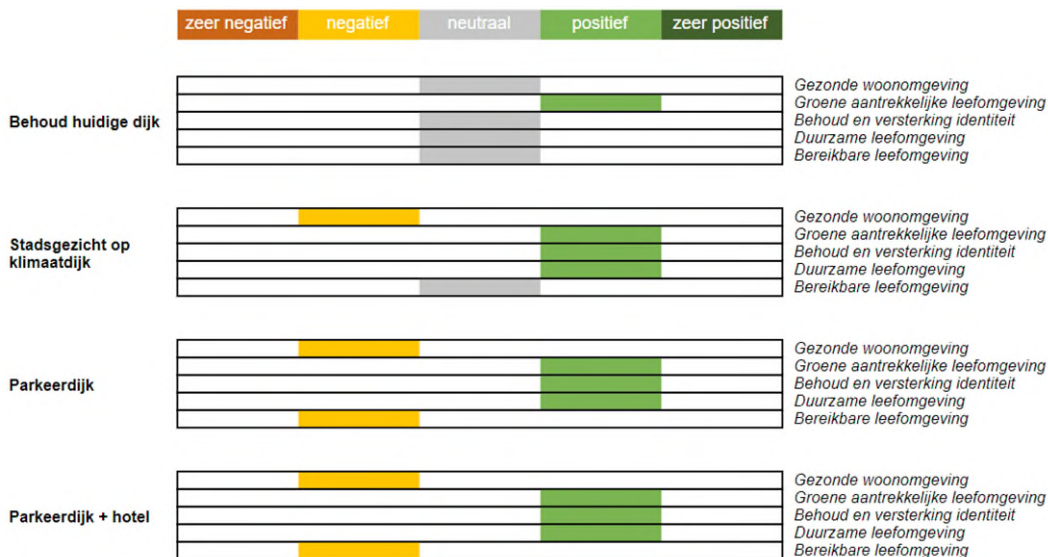 zeer negatief negatief neutraal positief zeer positief
Behoud huidige dijk
Gezonde woonomgeving
Groene aantrekkelijke leefomgeving
Behoud en versterking identiteit
Duurzame leefomgeving
Bereikbare leefomgeving
Stadsgezicht op
klimaatdijk
Gezonde woonomgeving
Groene aantrekkelijke leefomgeving
Behoud en versterking identiteit
Duurzame leefomgeving
Bereikbare leefomgeving
Parkeerdijk
Gezonde woonomgeving
Groene aantrekkelijke leefomgeving
Behoud en versterking identiteit
Duurzame leefomgeving
Bereikbare leefomgeving
Parkeerdijk + hotel
Gezonde woonomgeving
Groene aantrekkelijke leefomgeving
Behoud en versterking identiteit
Duurzame leefomgeving
Bereikbare leefomgeving